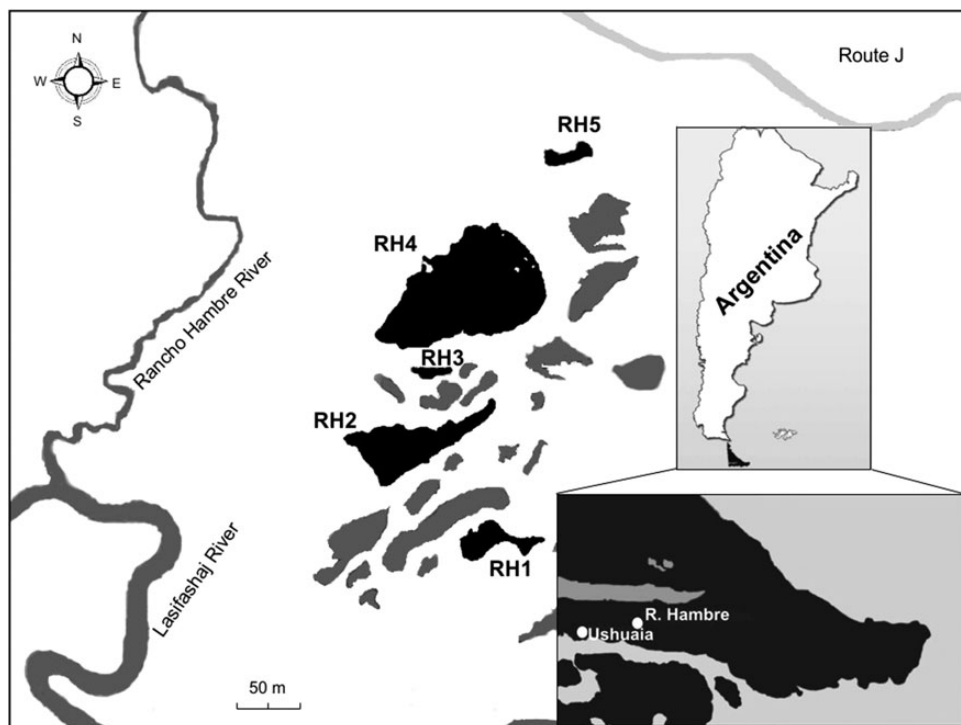 N
W E
S
Route J
RH5
RH4
Argentina
Rancho Hambre River
RH3
RH2
RH1
Lasifashaj River
R. Hambre
Ushuaia
50 m